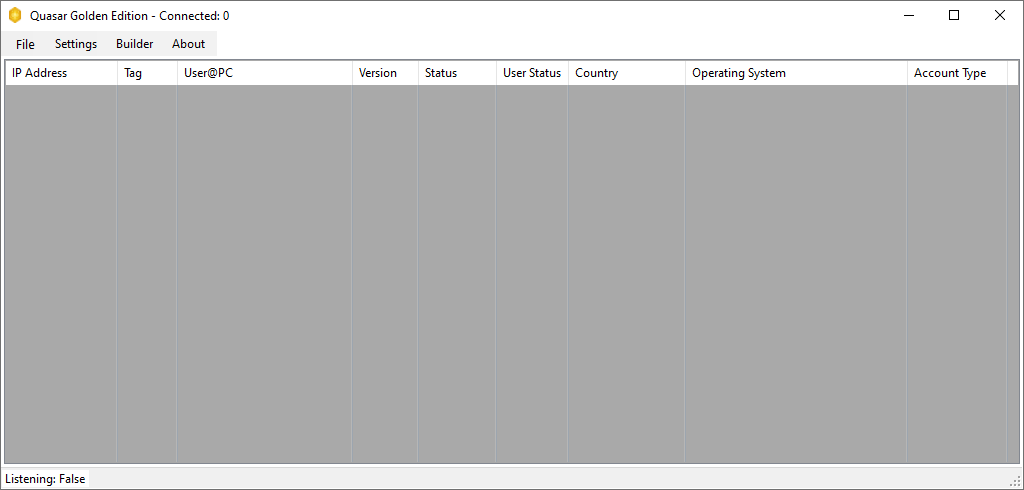 Quasar Golden Edition - Connected: 0
File Settings Builder About
IP Address Tag User@PC Version Status User Status Country Operating System Account Type
Listening: False